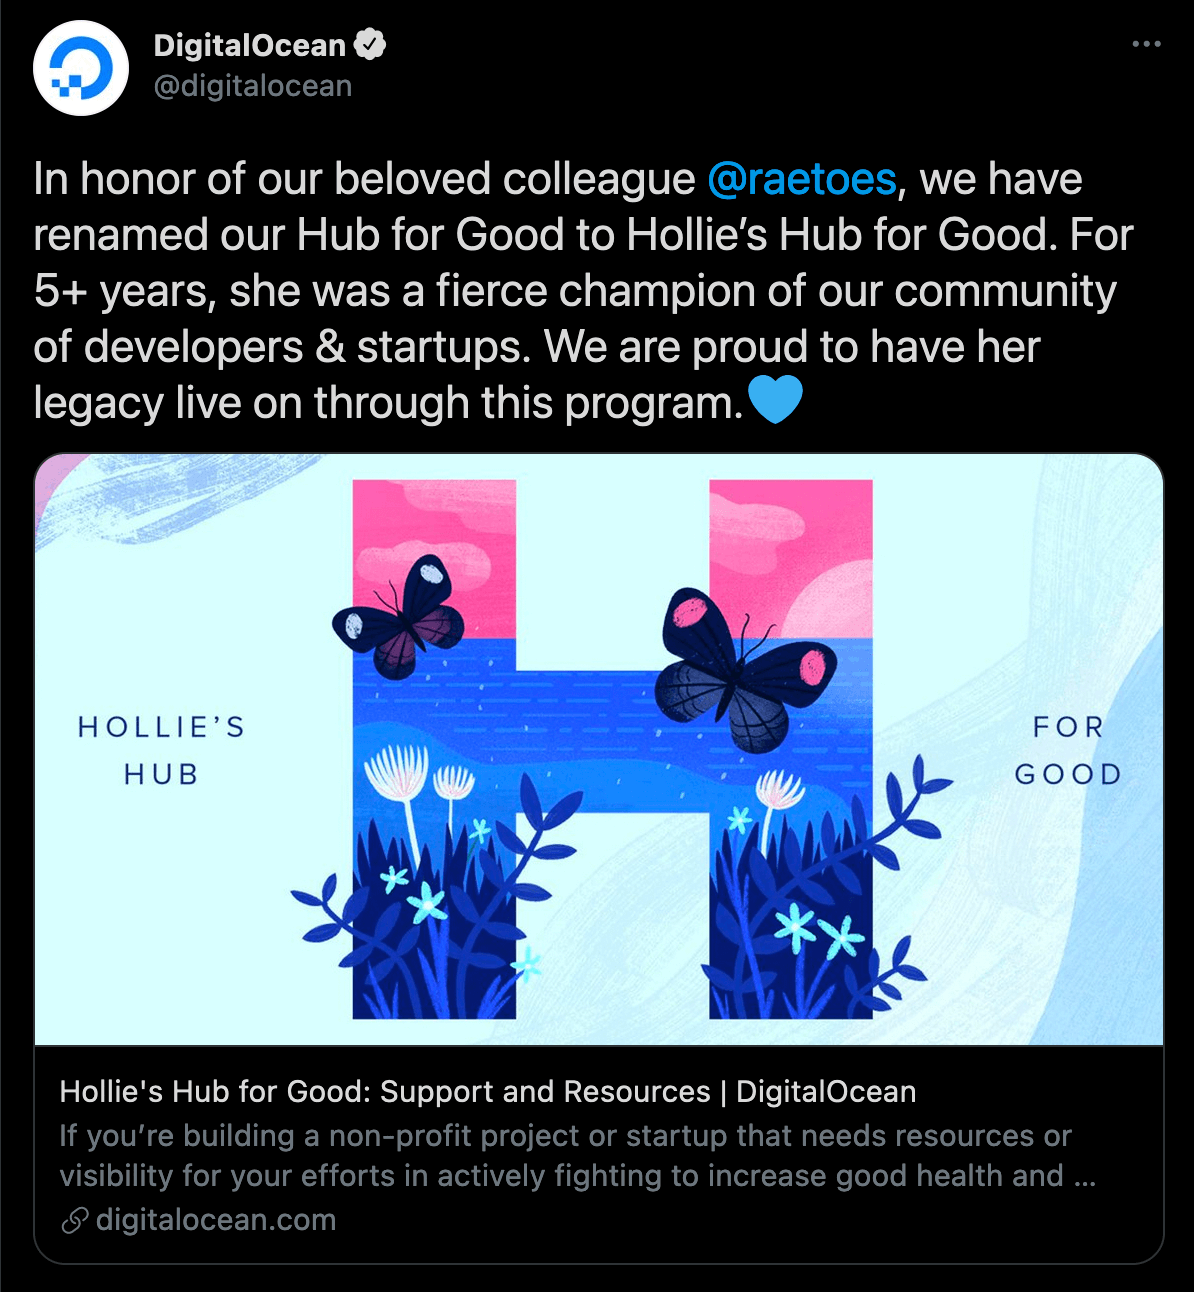 DigitalOcean
@digitalocean
In honor of our beloved colleague @raetoes, we have
renamed our Hub for Good to Hollie’s Hub for Good. For
5+ years, she was a fierce champion of our community
of developers & startups. We are proud to have her
legacy live on through this program.💙
HOLLIE’S
HUB
FOR
GOOD
Hollie's Hub for Good: Support and Resources | DigitalOcean
If you’re building a non-profit project or startup that needs resources or
visibility for your efforts in actively fighting to increase good health and ...
digitalocean.com